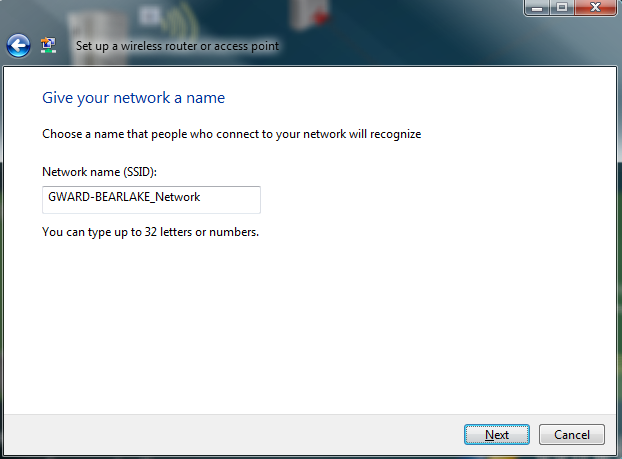 Set up a wireless router or access point
Give your network a name
Choose a name that people who connect to your network will recognize
Network name (SSID):
GWARD-BEARLAKE_Network
You can type up to 32 letters or numbers.
Next
Cancel